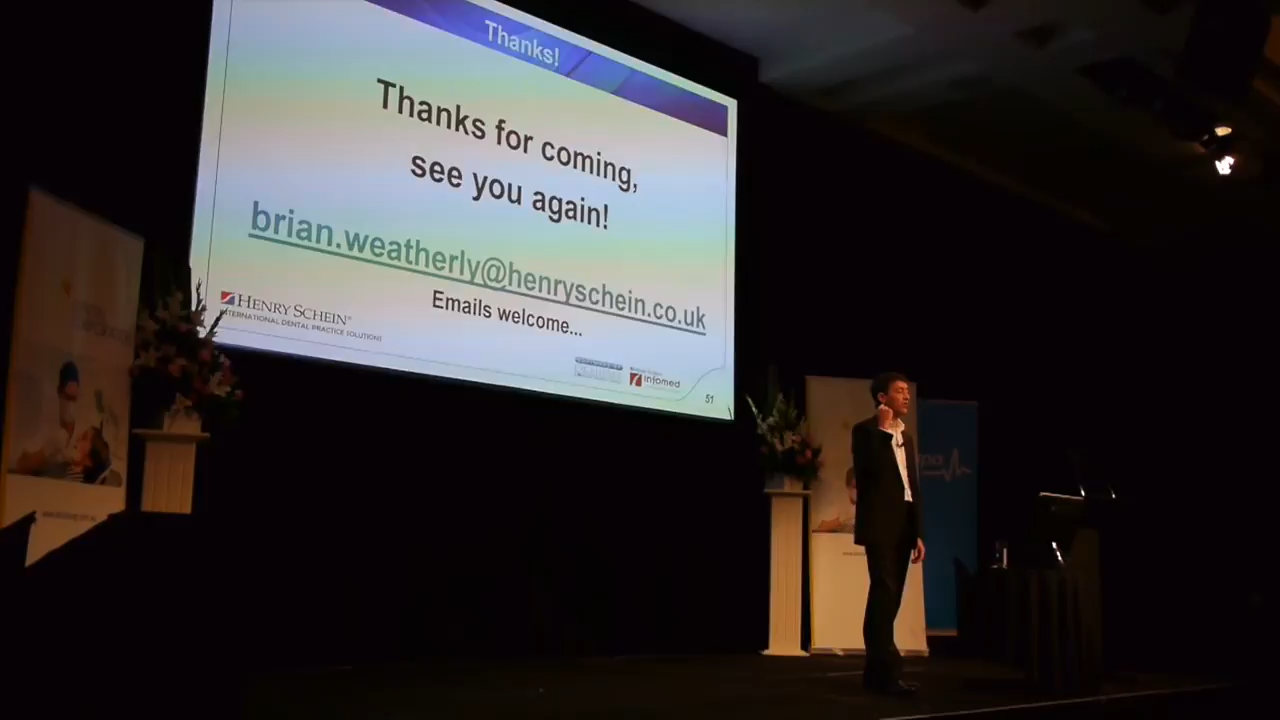 Thanks!
Thanks for coming,
see you again!
brian.weatherly@henryschein.co.uk
Emails welcome...
HENRY SCHEIN®
INTERNATIONAL DENTAL PRACTICE SOLUTIONS
infomed
51